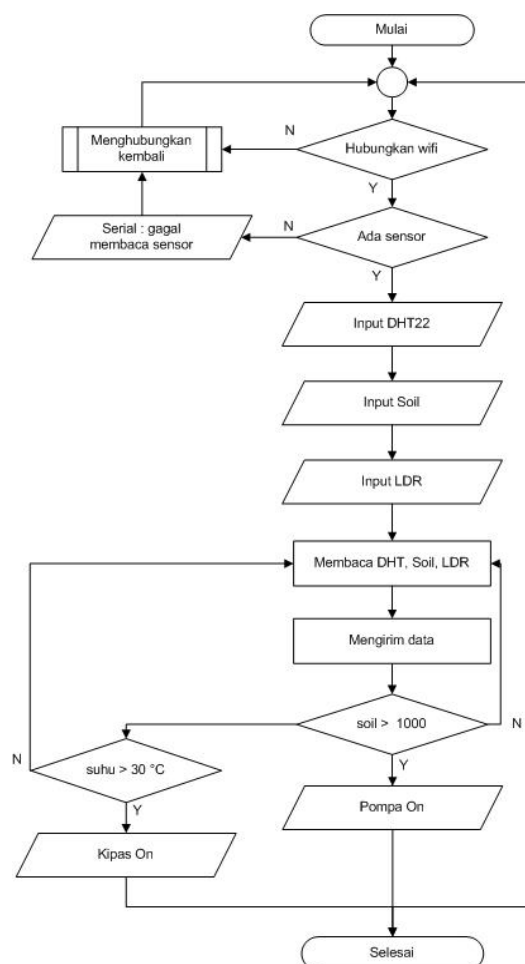 Mulai
N
Menghubungkan
kembali
Hubungkan wifi
Y
Serial : gagal
membaca sensor
N
Ada sensor
Y
Input DHT22
Input Soil
Input LDR
Membaca DHT, Soil, LDR
Mengirim data
soil > 1000
N
N
suhu > 30 °C
Y
Y
Pompa On
Kipas On
Selesai